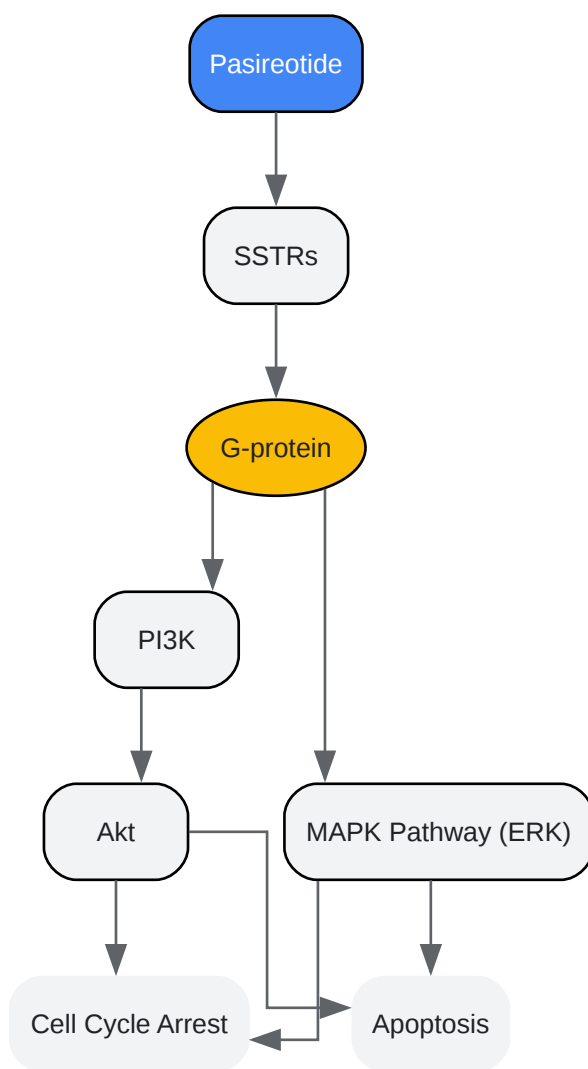 Pasireotide
SSTRs
G-protein
PI3K
Akt
MAPK Pathway (ERK)
Cell Cycle Arrest
Apoptosis